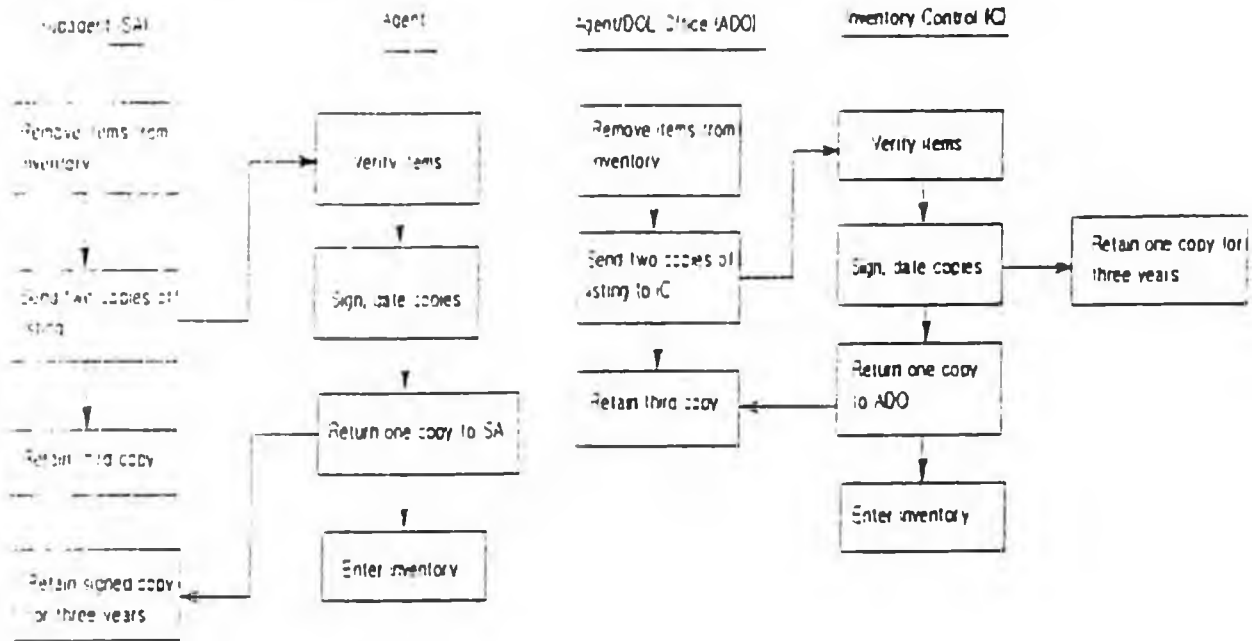 Subagent (SA)
Remove items from
inventory
Send two copies of
listing
Retain third copy
Retain signed copy
for three years
Agent
Verify items
Sign, date copies
Return one copy to SA
Enter inventory
Agent/DOL Office (ADO)
Remove items from
inventory
Send two copies of
listing to IC
Retain third copy
Inventory Control (IC)
Verify items
Sign, date copies
Return one copy
to ADO
Enter inventory
Retain one copy for
three years